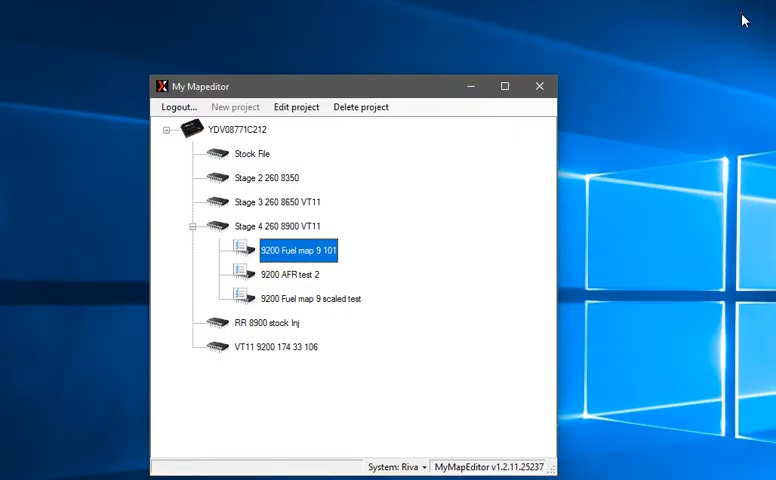 My Mapeditor
Logout... New project Edit project Delete project
YDV08771C212
Stock File
Stage 2 260 8350
Stage 3 260 8650 VT11
Stage 4 260 8900 VT11
9200 Fuel map 9 101
9200 AFR test 2
9200 Fuel map 9 scaled test
RR 8900 stock Inj
VT11 9200 174 33 106
System: Riva MyMapEditor v1.2.11.25237